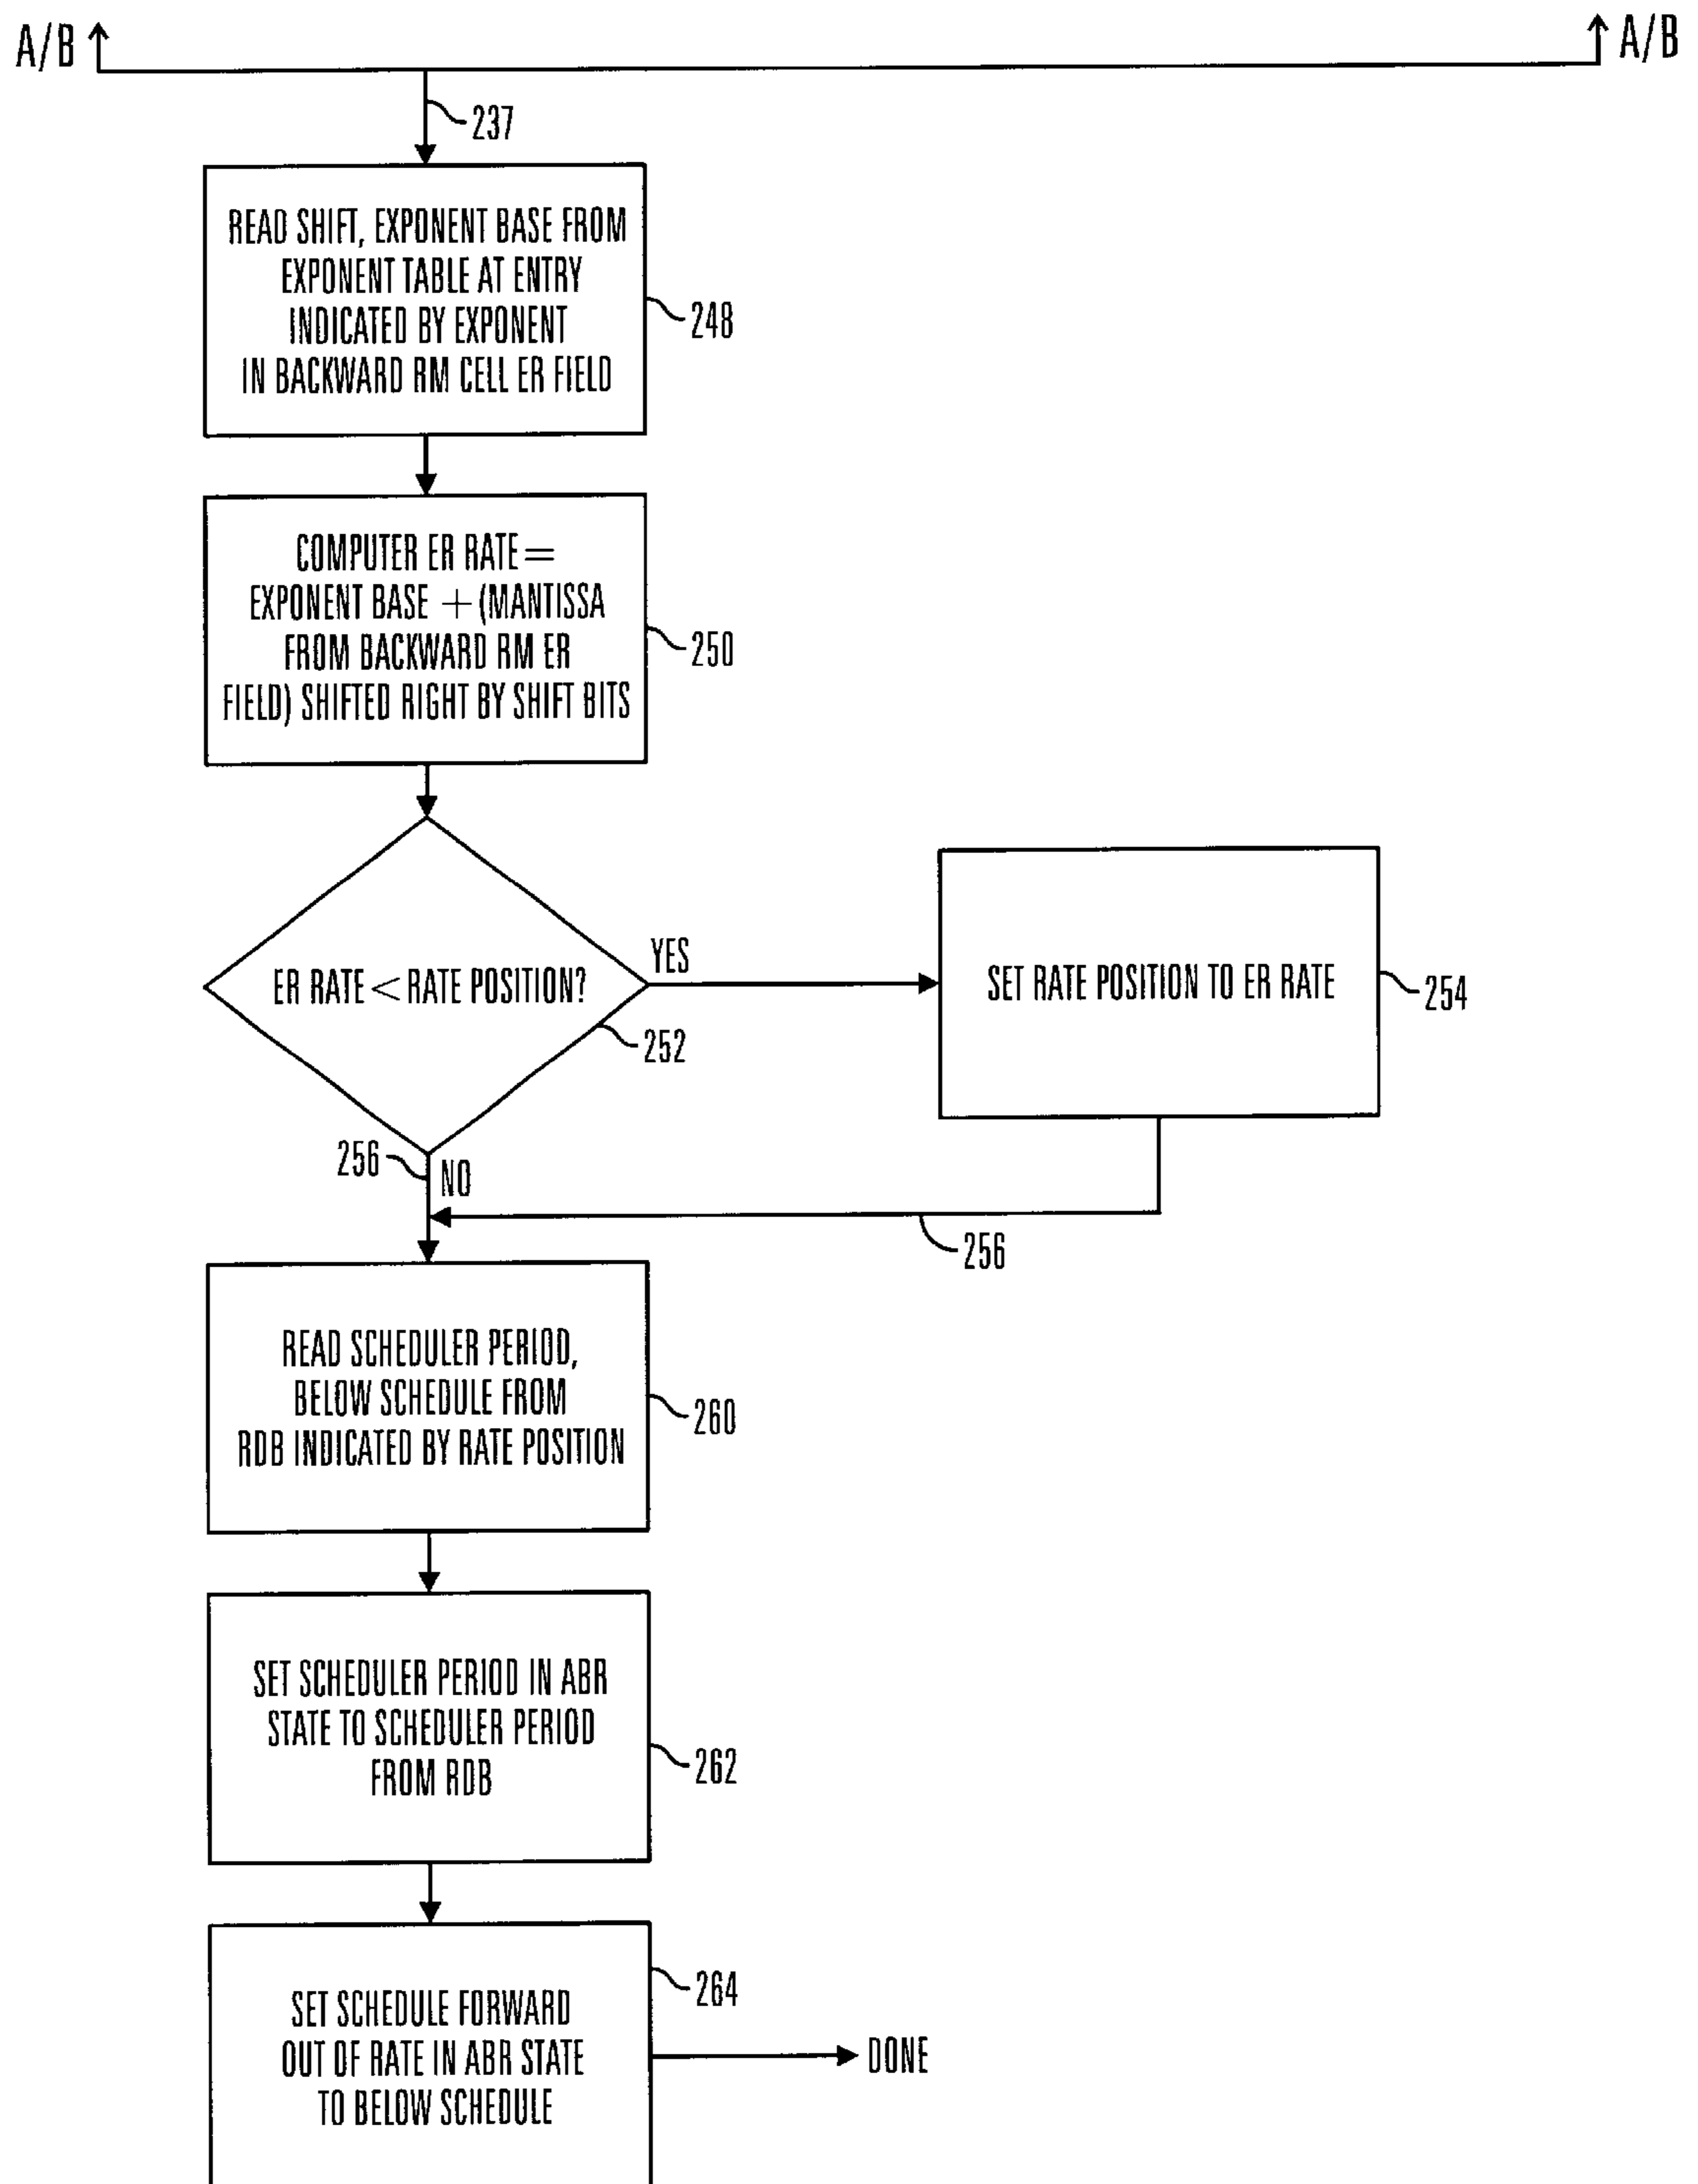 A/B
A/B
237
READ SHIFT, EXPONENT BASE FROM
EXPONENT TABLE AT ENTRY
INDICATED BY EXPONENT
IN BACKWARD RM CELL ER FIELD
248
COMPUTER ER RATE =
EXPONENT BASE + (MANTISSA
FROM BACKWARD RM ER
FIELD) SHIFTED RIGHT BY SHIFT BITS
250
ER RATE < RATE POSITION?
YES
252
SET RATE POSITION TO ER RATE
254
256
NO
256
READ SCHEDULER PERIOD,
BELOW SCHEDULE FROM
RDB INDICATED BY RATE POSITION
260
SET SCHEDULER PERIOD IN ABR
STATE TO SCHEDULER PERIOD
FROM RDB
262
SET SCHEDULE FORWARD
OUT OF RATE IN ABR STATE
TO BELOW SCHEDULE
264
DONE